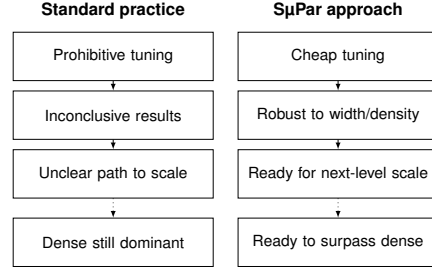 Standard practice
Prohibitive tuning
Inconclusive results
Unclear path to scale
Dense still dominant
SμPar approach
Cheap tuning
Robust to width/density
Ready for next-level scale
Ready to surpass dense